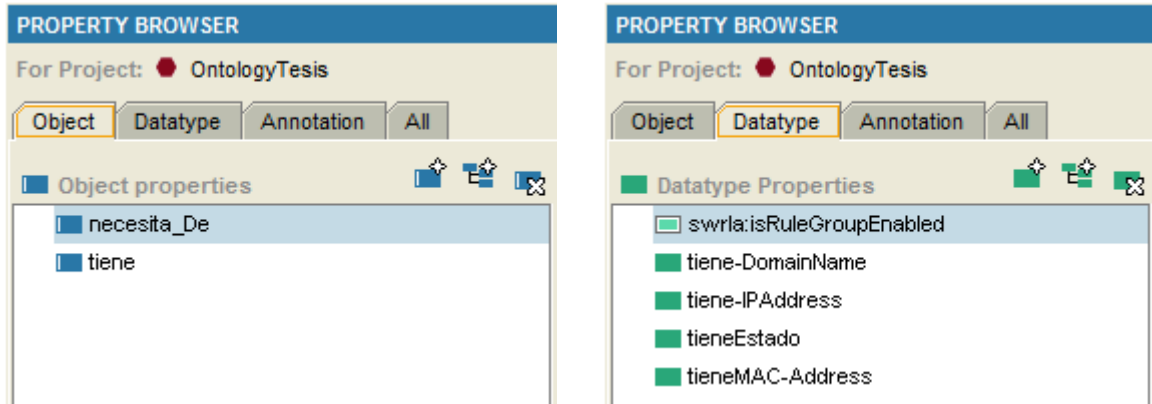 PROPERTY BROWSER
For Project: OntologyTesis
Object Datatype Annotation All
Object properties
necesita_De
tiene
PROPERTY BROWSER
For Project: OntologyTesis
Object Datatype Annotation All
Datatype Properties
swrla:isRuleGroupEnabled
tiene-DomainName
tiene-IPAddress
tieneEstado
tieneMAC-Address